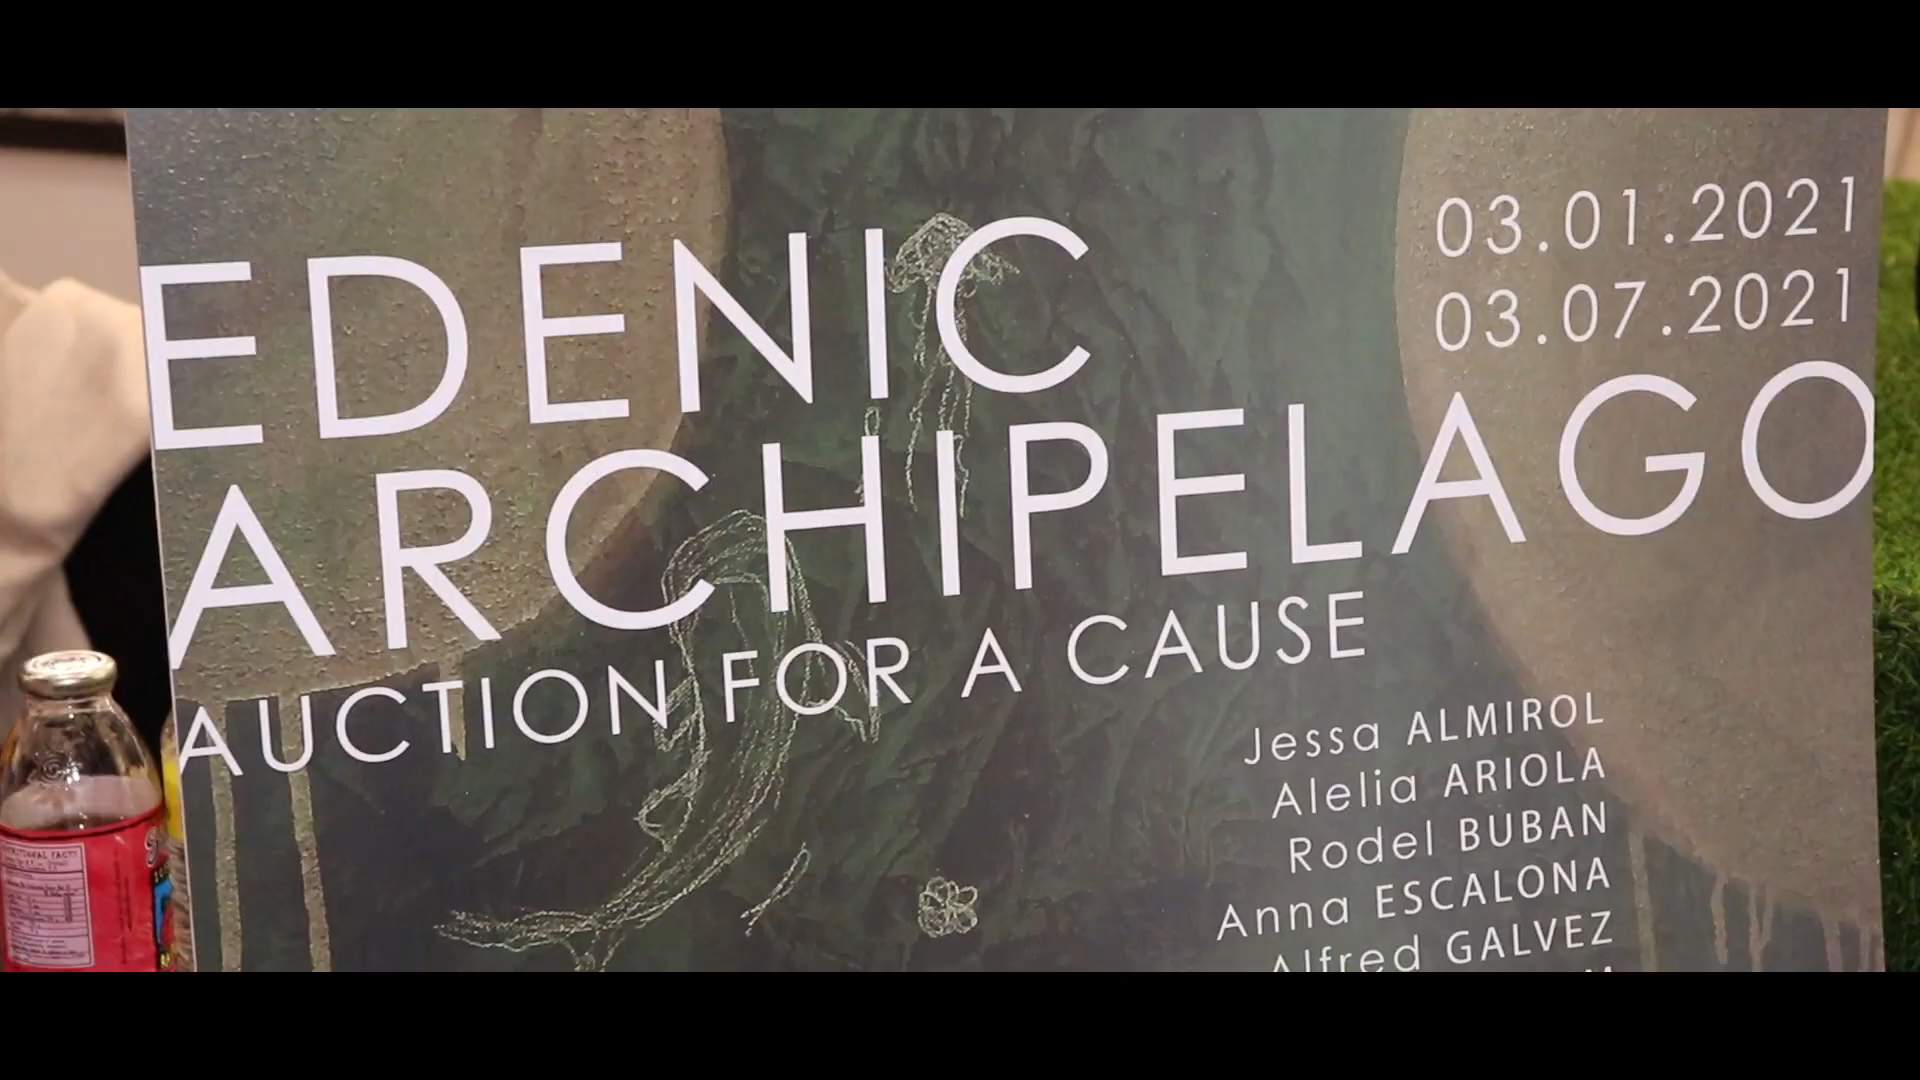 03.01.2021
03.07.2021
EDENIC
ARCHIPELAGO
AUCTION FOR A CAUSE
Jessa ALMIROL
Alelia ARIOLA
Rodel BUBAN
Anna ESCALONA
Alfred GALVEZ